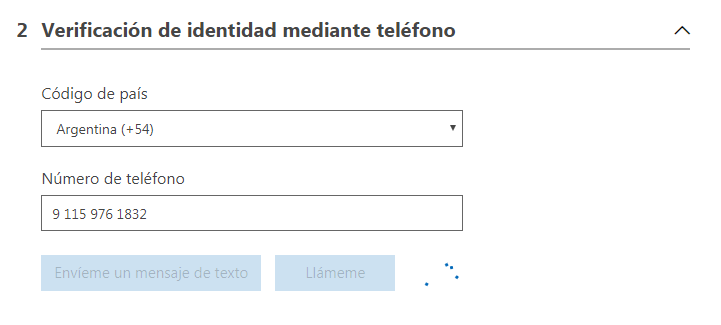 2 Verificación de identidad mediante teléfono
Código de país
Argentina (+54)
Número de teléfono
9 115 976 1832
Envíeme un mensaje de texto Llámeme